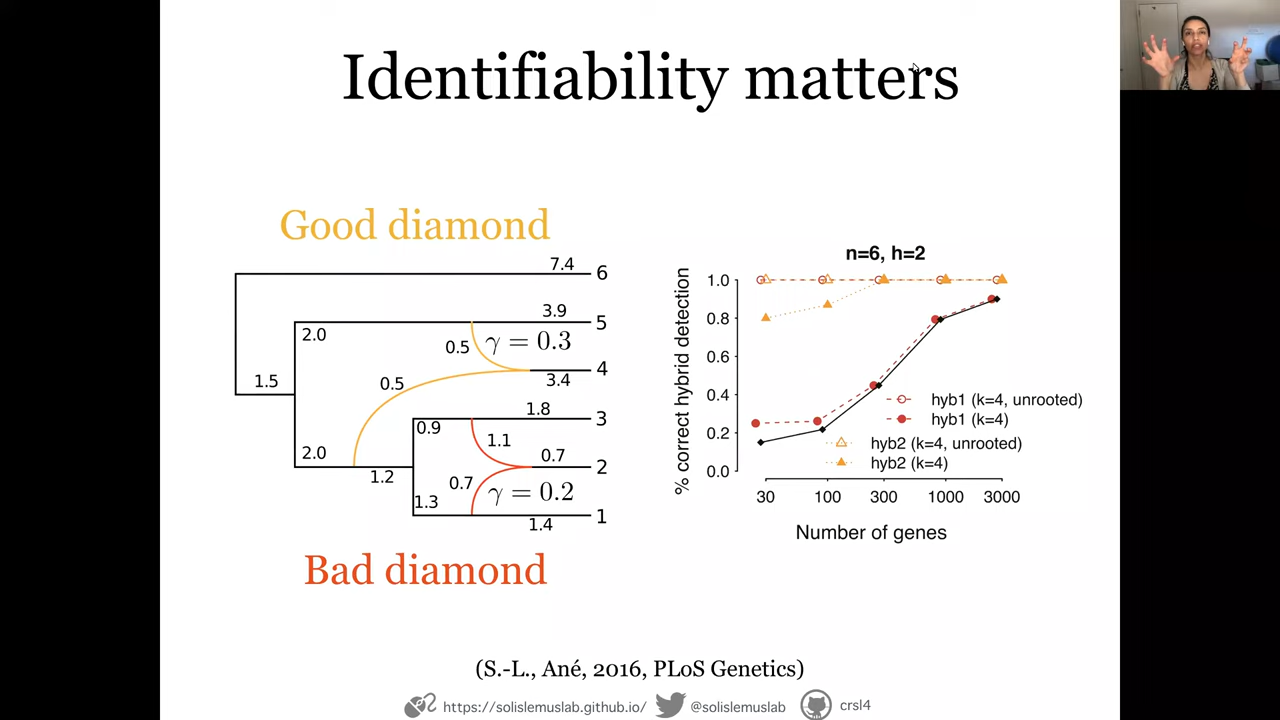 Identifiability matters
Good diamond
7.4
6
3.9
5
2.0
0.5
γ = 0.3
4
0.5
3.4
1.5
1.8
3
0.9
1.1
2.0
0.7
2
1.2
0.7
γ = 0.2
1.3
1
1.4
Bad diamond
n=6, h=2
% correct hybrid detection
1.0
0.8
0.6
0.4
0.2
0.0
hyb1 (k=4, unrooted)
hyb1 (k=4)
hyb2 (k=4, unrooted)
hyb2 (k=4)
30 100 300 1000 3000
Number of genes
(S.-L., Ané, 2016, PLoS Genetics)
https://solislemuslab.github.io/ @solislemuslab crsl4